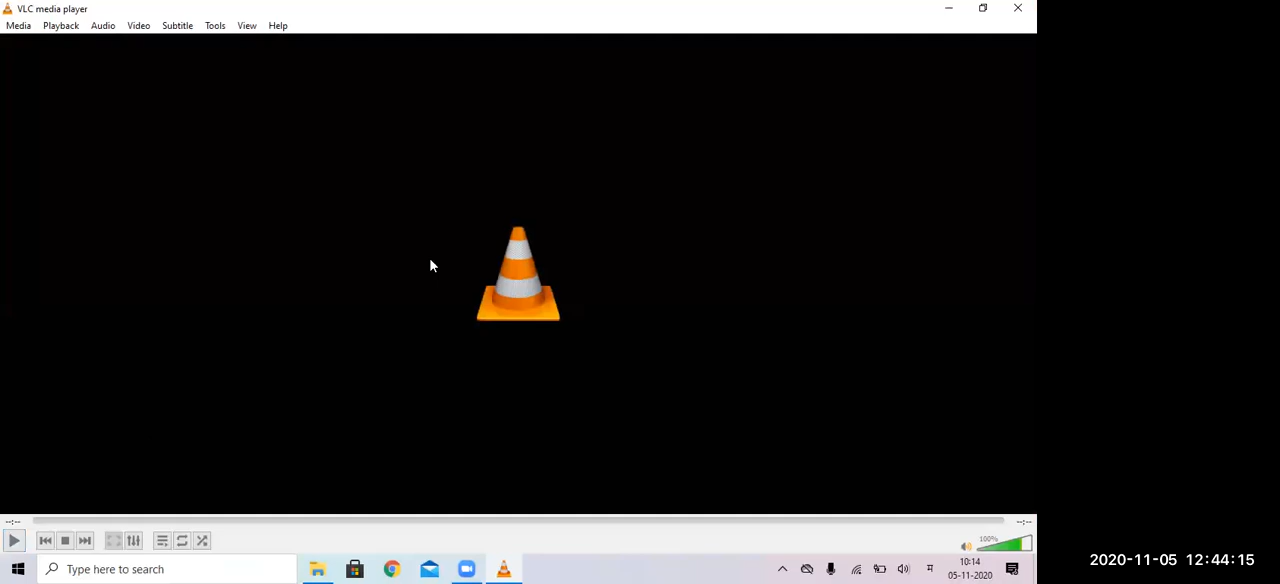 VLC media player
Media Playback Audio Video Subtitle Tools View Help
--:-- --:--
100%
Type here to search
म
10:14
05-11-2020
2020-11-05 12:44:15